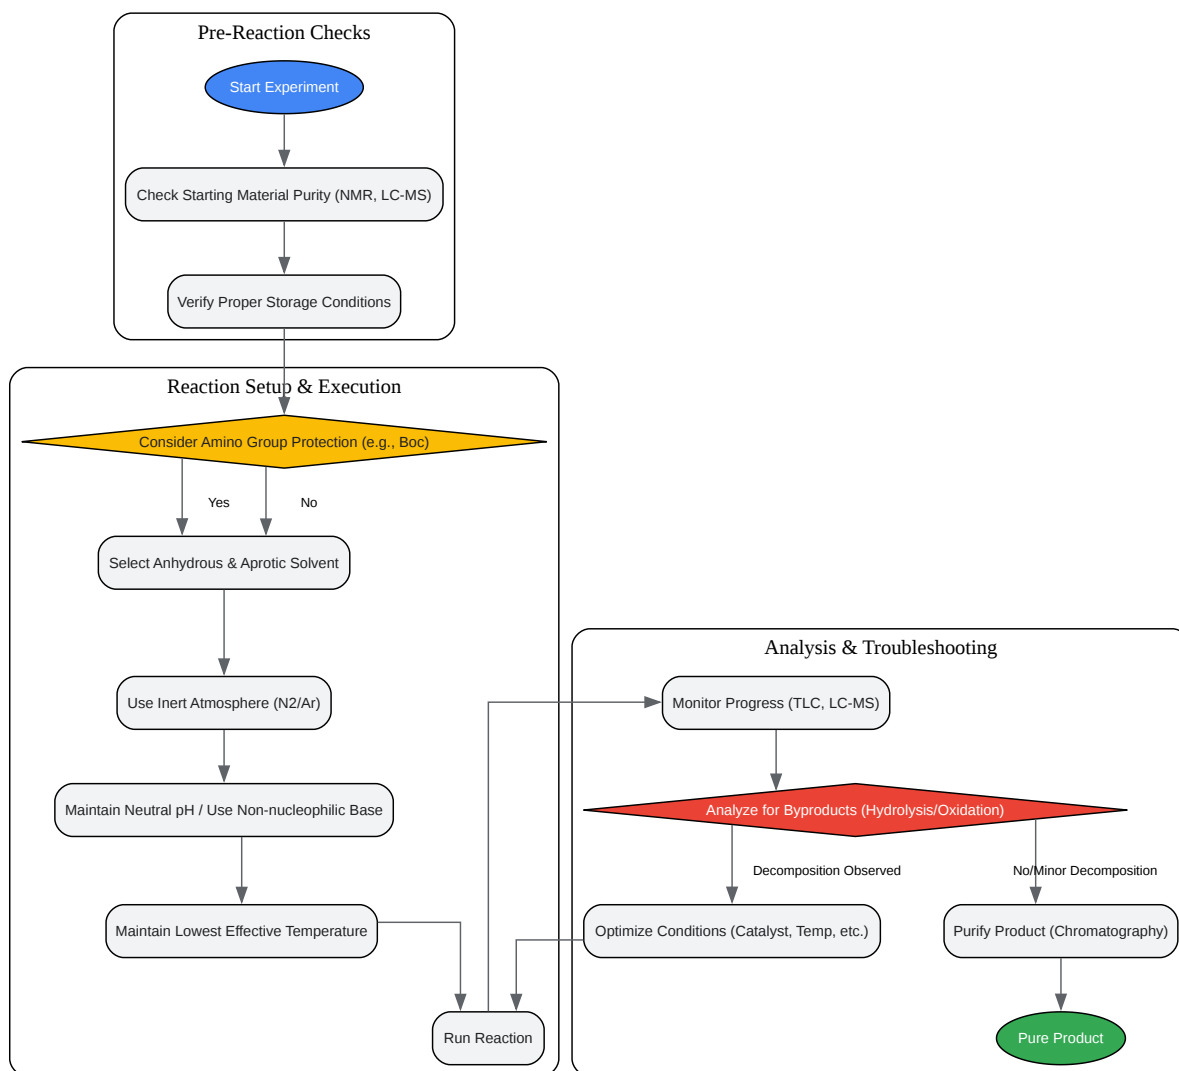 Pre-Reaction Checks
Start Experiment
Check Starting Material Purity (NMR, LC-MS)
Verify Proper Storage Conditions
Reaction Setup & Execution
Consider Amino Group Protection (e.g., Boc)
Yes
No
Select Anhydrous & Aprotic Solvent
Use Inert Atmosphere (N2/Ar)
Maintain Neutral pH / Use Non-nucleophilic Base
Maintain Lowest Effective Temperature
Run Reaction
Analysis & Troubleshooting
Monitor Progress (TLC, LC-MS)
Analyze for Byproducts (Hydrolysis/Oxidation)
Decomposition Observed
No/Minor Decomposition
Optimize Conditions (Catalyst, Temp, etc.)
Purify Product (Chromatography)
Pure Product